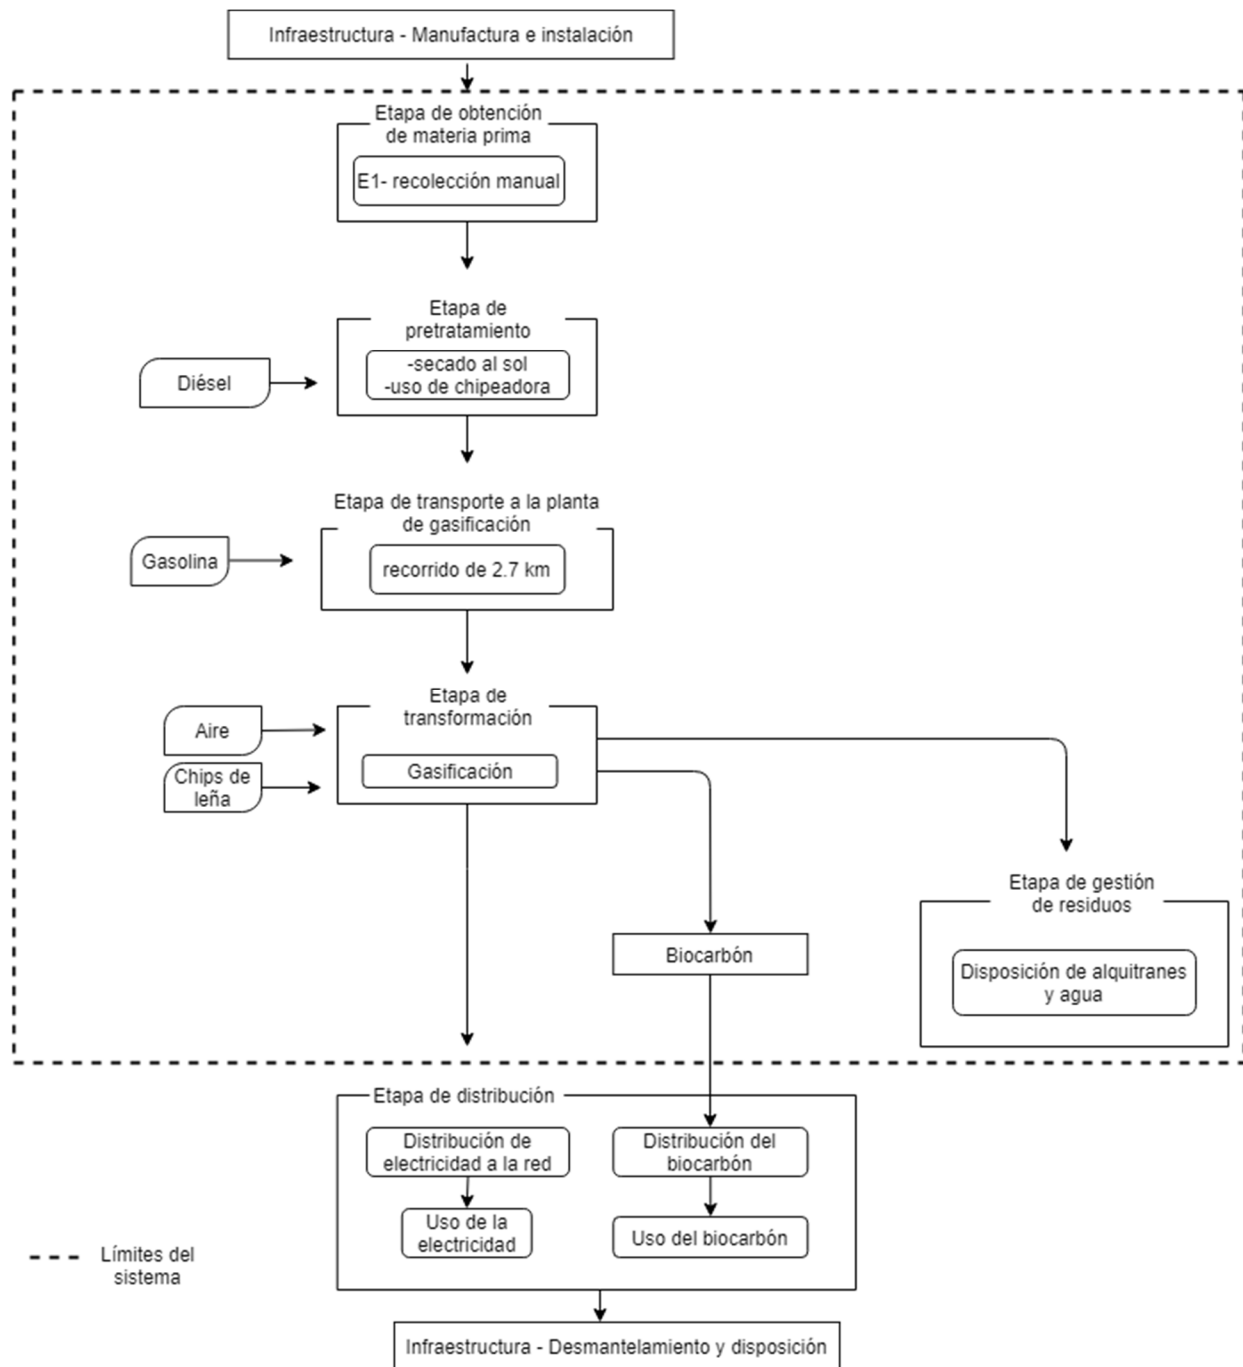 Infraestructura - Manufactura e instalación
Etapa de obtención
de materia prima
E1- recolección manual
Etapa de
pretratamiento
-secado al sol
-uso de chipeadora
Diésel
Etapa de transporte a la planta
de gasificación
recorrido de 2.7 km
Gasolina
Etapa de
transformación
Gasificación
Aire
Chips de
leña
Etapa de gestión
de residuos
Disposición de alquitranes
y agua
Biocarbón
Etapa de distribución
Distribución de
electricidad a la red
Uso de la
electricidad
Distribución del
biocarbón
Uso del biocarbón
Límites del
sistema
Infraestructura - Desmantelamiento y disposición